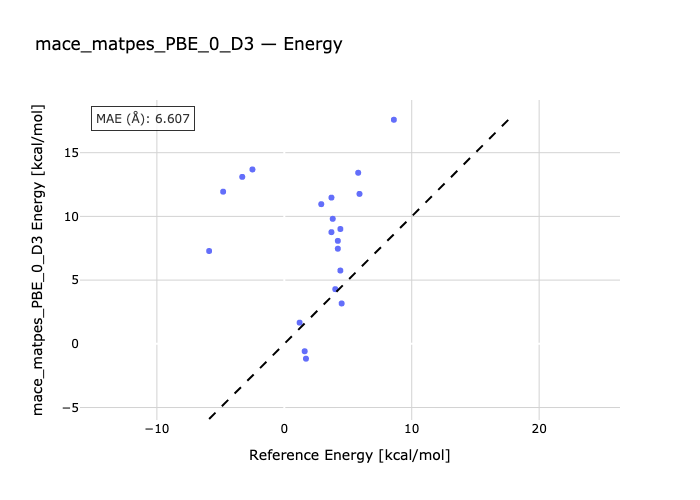 mace_matpes_PBE_0_D3 — Energy
MAE (Å): 6.607
mace_matpes_PBE_0_D3 Energy [kcal/mol]
15
10
5
0
−5
−10
0
10
20
Reference Energy [kcal/mol]